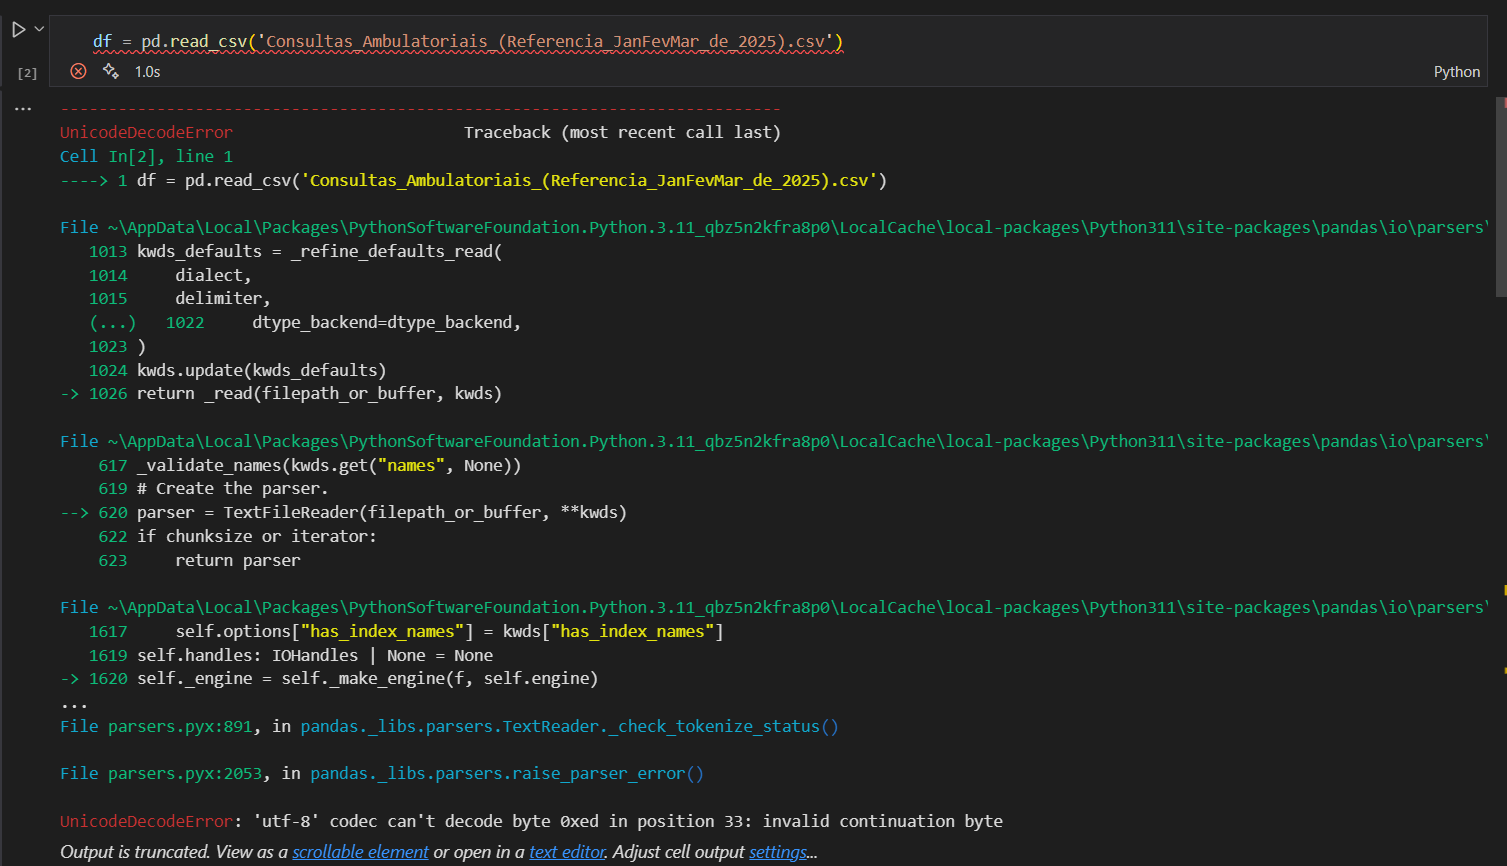 df = pd.read_csv('Consultas_Ambulatoriais_(Referencia_JanFevMar_de_2025).csv')
[2] 1.0s Python
... ---------------------------------------------------------------------------
UnicodeDecodeError                        Traceback (most recent call last)
Cell In[2], line 1
----> 1 df = pd.read_csv('Consultas_Ambulatoriais_(Referencia_JanFevMar_de_2025).csv')
File ~\AppData\Local\Packages\PythonSoftwareFoundation.Python.3.11_qbz5n2kfra8p0\LocalCache\local-packages\Python311\site-packages\pandas\io\parsers\
1013 kwds_defaults = _refine_defaults_read(
1014     dialect,
1015     delimiter,
(...)   1022     dtype_backend=dtype_backend,
1023 )
1024 kwds.update(kwds_defaults)
-> 1026 return _read(filepath_or_buffer, kwds)
File ~\AppData\Local\Packages\PythonSoftwareFoundation.Python.3.11_qbz5n2kfra8p0\LocalCache\local-packages\Python311\site-packages\pandas\io\parsers\
617 _validate_names(kwds.get("names", None))
619 # Create the parser.
--> 620 parser = TextFileReader(filepath_or_buffer, **kwds)
622 if chunksize or iterator:
623     return parser
File ~\AppData\Local\Packages\PythonSoftwareFoundation.Python.3.11_qbz5n2kfra8p0\LocalCache\local-packages\Python311\site-packages\pandas\io\parsers\
1617     self.options["has_index_names"] = kwds["has_index_names"]
1619 self.handles: IOHandles | None = None
-> 1620 self._engine = self._make_engine(f, self.engine)
...
File parsers.pyx:891, in pandas._libs.parsers.TextReader._check_tokenize_status()
File parsers.pyx:2053, in pandas._libs.parsers.raise_parser_error()
UnicodeDecodeError: 'utf-8' codec can't decode byte 0xed in position 33: invalid continuation byte
Output is truncated. View as a scrollable element or open in a text editor. Adjust cell output settings...